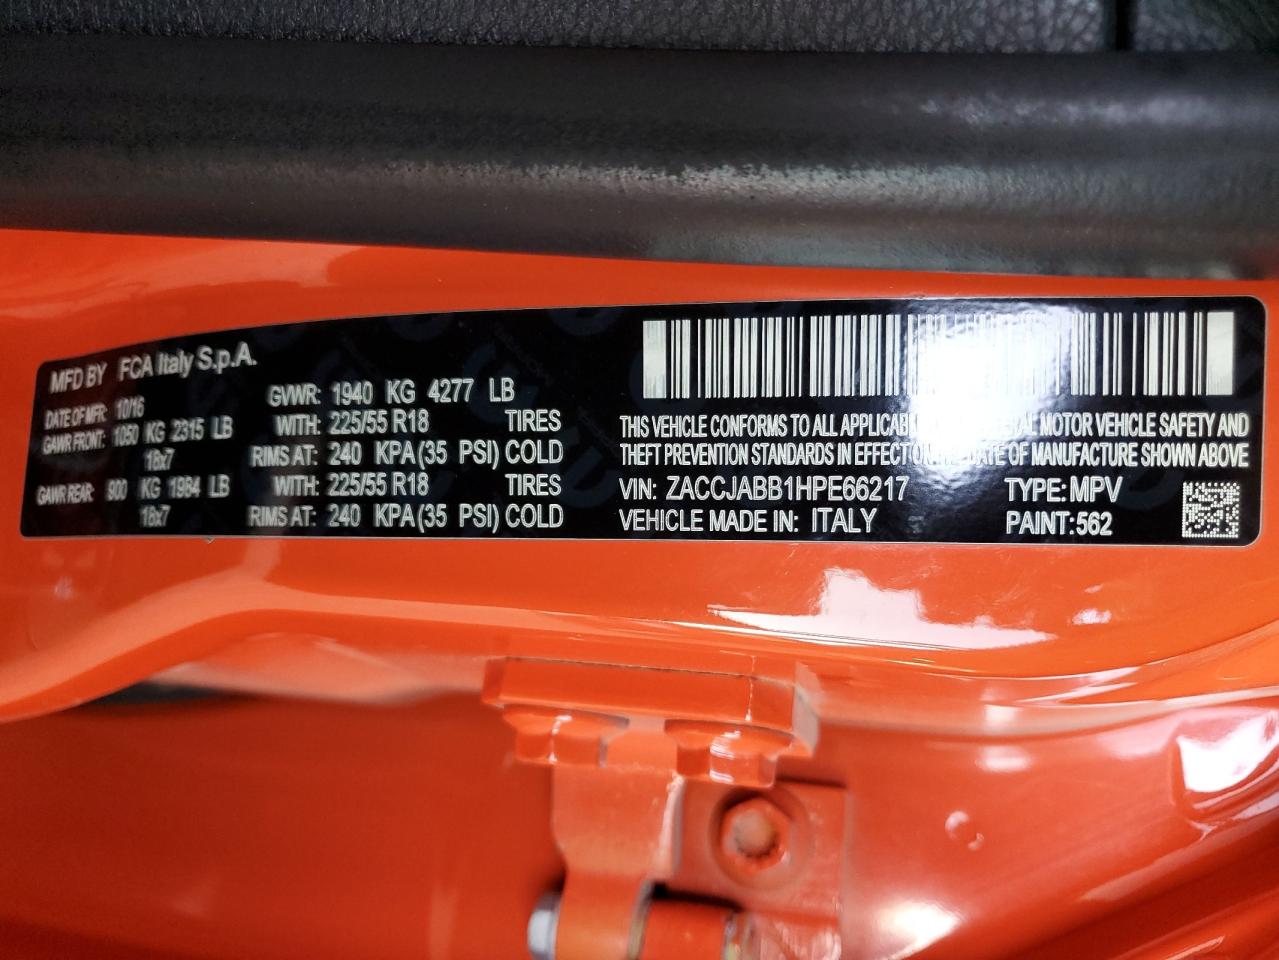 MFD BY FCA Italy S.p.A.
DATE OF MFR: 10/16
GVWR: 1940 KG 4277 LB
GAWR FRONT: 1050 KG 2315 LB
WITH: 225/55 R18 TIRES
18x7
RIMS AT: 240 KPA(35 PSI) COLD
GAWR REAR: 900 KG 1984 LB
WITH: 225/55 R18 TIRES
18x7
RIMS AT: 240 KPA(35 PSI) COLD
THIS VEHICLE CONFORMS TO ALL MOTOR VEHICLE SAFETY AND
THEFT PREVENTION STANDARDS IN DATE OF MANUFACTURE SHOWN ABOVE
VIN: ZACCJABB1HPE66217 TYPE: MPV
VEHICLE MADE IN: ITALY PAINT: 562